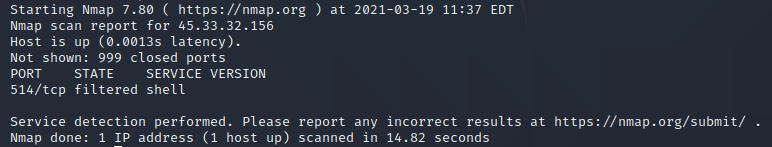 Starting Nmap 7.80 ( https://nmap.org ) at 2021-03-19 11:37 EDT
Nmap scan report for 45.33.32.156
Host is up (0.0013s latency).
Not shown: 999 closed ports
PORT    STATE    SERVICE VERSION
514/tcp filtered shell
Service detection performed. Please report any incorrect results at https://nmap.org/submit/ .
Nmap done: 1 IP address (1 host up) scanned in 14.82 seconds